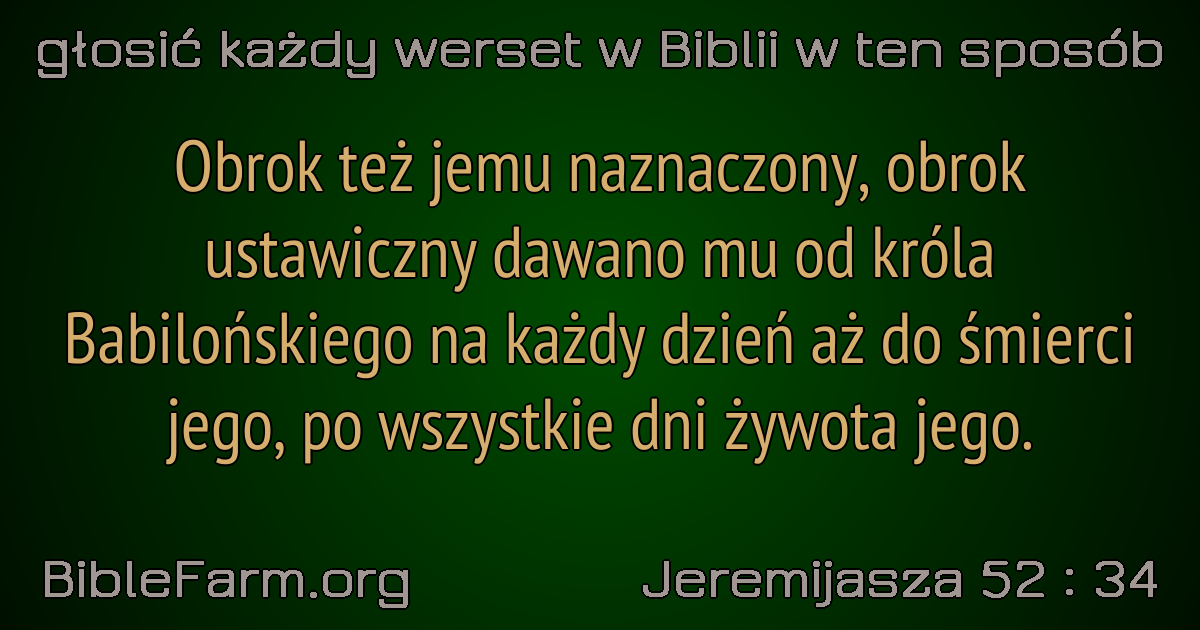 głosić każdy werset w Biblii w ten sposób
Obrok też jemu naznaczony, obrok
ustawiczny dawano mu od króla
Babilońskiego na każdy dzień aż do śmierci
jego, po wszystkie dni żywota jego.
BibleFarm.org
Jeremijasza 52 : 34